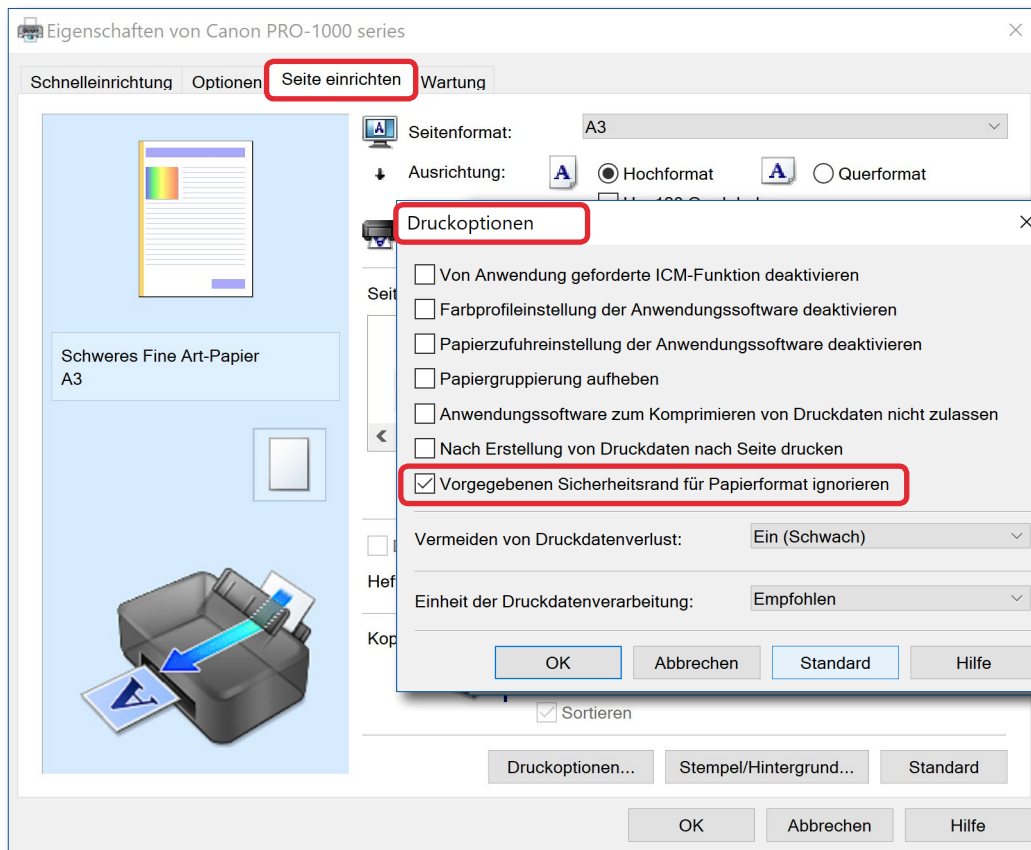 Eigenschaften von Canon PRO-1000 series
Schnelleinrichtung Optionen Seite einrichten Wartung
Seitenformat: A3
Ausrichtung: A Hochformat A Querformat
Druckoptionen
Von Anwendung geforderte ICM-Funktion deaktivieren
Farbprofileinstellung der Anwendungssoftware deaktivieren
Papierzufuhreinstellung der Anwendungssoftware deaktivieren
Papiergruppierung aufheben
Anwendungssoftware zum Komprimieren von Druckdaten nicht zulassen
Nach Erstellung von Druckdaten nach Seite drucken
Vorgegebenen Sicherheitsrand für Papierformat ignorieren
Vermeiden von Druckdatenverlust: Ein (Schwach)
Einheit der Druckdatenverarbeitung: Empfohlen
OK Abbrechen Standard Hilfe
Schweres Fine Art-Papier
A3
Seit
Hef
Kop
Sortieren
Druckoptionen... Stempel/Hintergrund... Standard
OK Abbrechen Hilfe